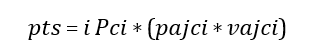 pts = i Pci * (pajci * vajci)